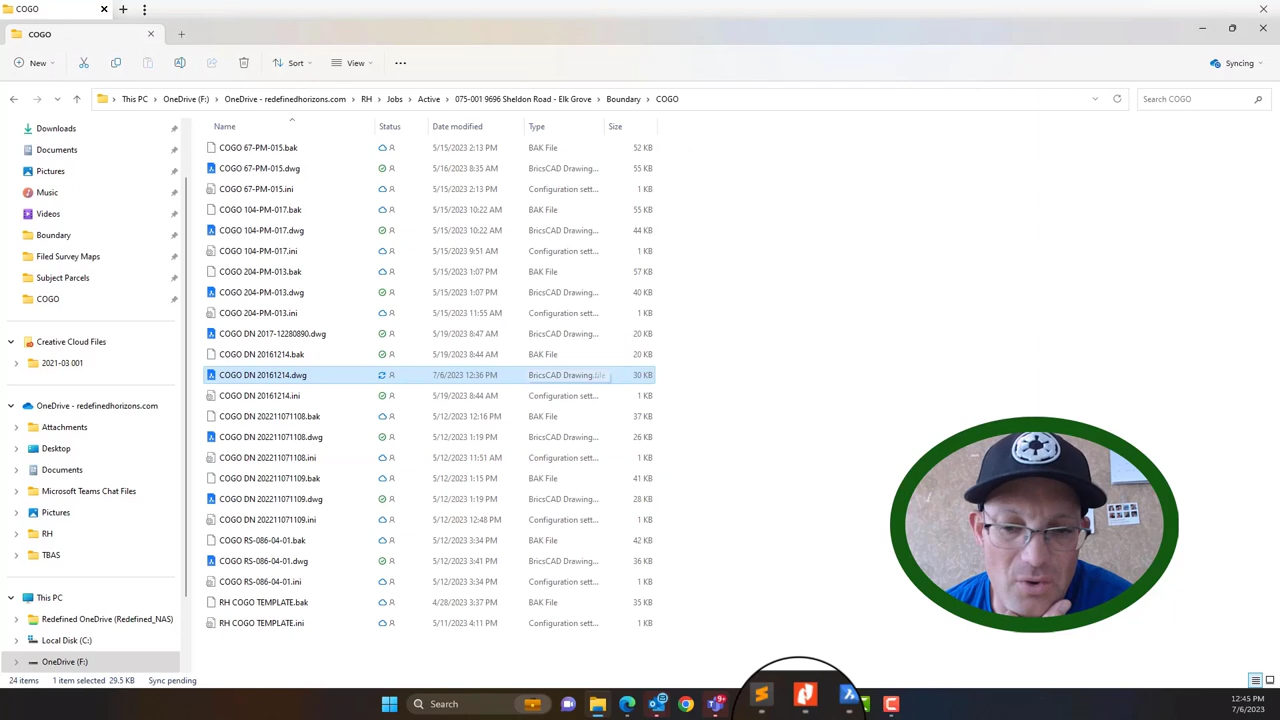 COGO
COGO
New Sort View Syncing
This PC OneDrive (F:) OneDrive - redefinedhorizons.com RH Jobs Active 075-001 9696 Sheldon Road - Elk Grove Boundary COGO Search COGO
Name Status Date modified Type Size
Downloads
Documents
Pictures
Music
Videos
Boundary
Filed Survey Maps
Subject Parcels
COGO
Creative Cloud Files
2021-03 001
OneDrive - redefinedhorizons.com
Attachments
Desktop
Documents
Microsoft Teams Chat Files
Pictures
RH
TBAS
This PC
Redefined OneDrive (Redefined_NAS)
Local Disk (C:)
OneDrive (F:)
COGO 67-PM-015.bak 5/15/2023 2:13 PM BAK File 52 KB
COGO 67-PM-015.dwg 5/16/2023 8:35 AM BricsCAD Drawing... 55 KB
COGO 67-PM-015.ini 5/15/2023 2:13 PM Configuration sett... 1 KB
COGO 104-PM-017.bak 5/15/2023 10:22 AM BAK File 55 KB
COGO 104-PM-017.dwg 5/15/2023 10:22 AM BricsCAD Drawing... 44 KB
COGO 104-PM-017.ini 5/15/2023 9:51 AM Configuration sett... 1 KB
COGO 204-PM-013.bak 5/15/2023 1:07 PM BAK File 57 KB
COGO 204-PM-013.dwg 5/15/2023 1:07 PM BricsCAD Drawing... 40 KB
COGO 204-PM-013.ini 5/15/2023 11:55 AM Configuration sett... 1 KB
COGO DN 2017-12280890.dwg 5/19/2023 8:47 AM BricsCAD Drawing... 20 KB
COGO DN 20161214.bak 5/19/2023 8:44 AM BAK File 20 KB
COGO DN 20161214.dwg 7/6/2023 12:36 PM BricsCAD Drawing 30 KB
COGO DN 20161214.ini 5/19/2023 8:44 AM Configuration sett... 1 KB
COGO DN 202211071108.bak 5/12/2023 12:16 PM BAK File 37 KB
COGO DN 202211071108.dwg 5/12/2023 1:19 PM BricsCAD Drawing... 26 KB
COGO DN 202211071108.ini 5/12/2023 11:51 AM Configuration sett... 1 KB
COGO DN 202211071109.bak 5/12/2023 1:15 PM BAK File 41 KB
COGO DN 202211071109.dwg 5/12/2023 1:19 PM BricsCAD Drawing... 28 KB
COGO DN 202211071109.ini 5/12/2023 12:48 PM Configuration sett... 1 KB
COGO RS-086-04-01.bak 5/12/2023 3:34 PM BAK File 42 KB
COGO RS-086-04-01.dwg 5/12/2023 3:41 PM BricsCAD Drawing... 36 KB
COGO RS-086-04-01.ini 5/12/2023 3:34 PM Configuration sett... 1 KB
RH COGO TEMPLATE.bak 4/28/2023 3:37 PM BAK File 35 KB
RH COGO TEMPLATE.ini 5/11/2023 4:11 PM Configuration sett... 1 KB
24 items 1 item selected 29.5 KB Sync pending
Search
12:45 PM
7/6/2023